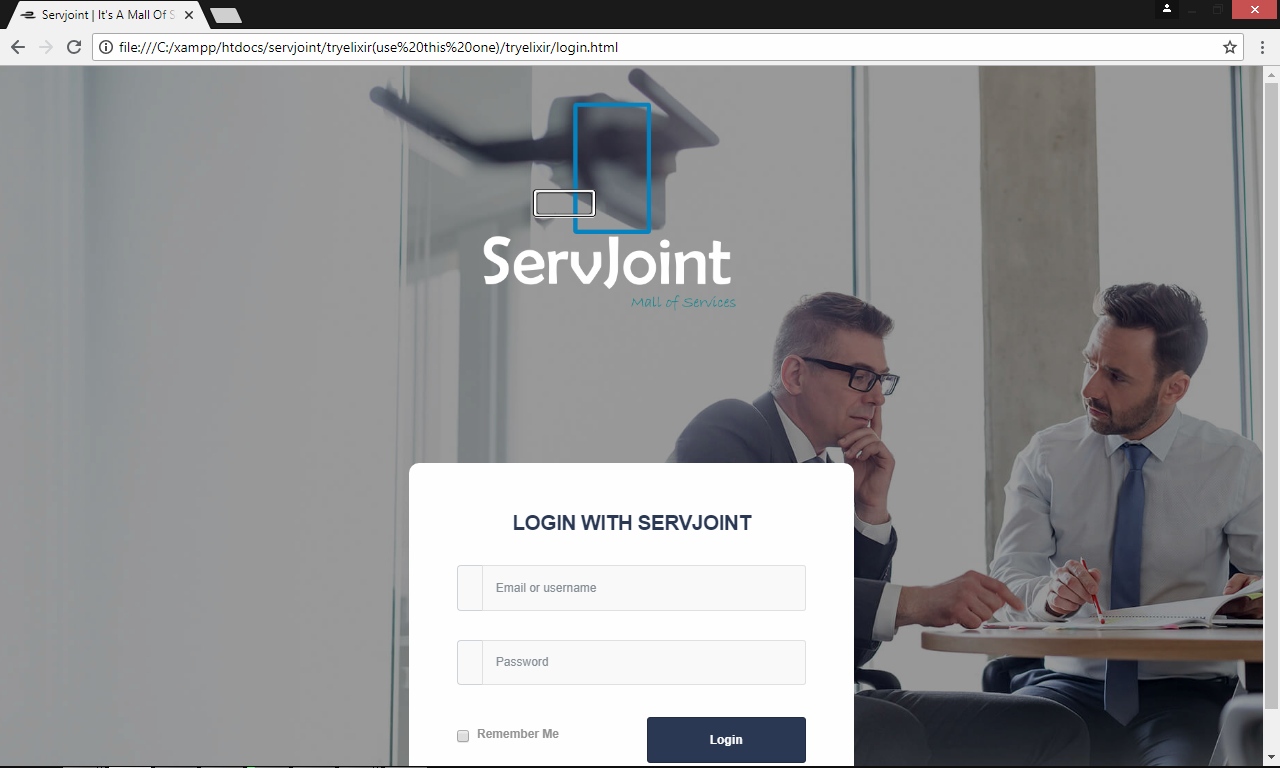 Servjoint | It's A Mall Of S
file:///C:/xampp/htdocs/servjoint/tryelixir(use%20this%20one)/tryelixir/login.html
ServJoint
Mall of Services
LOGIN WITH SERVJOINT
Email or username
Password
Remember Me
Login